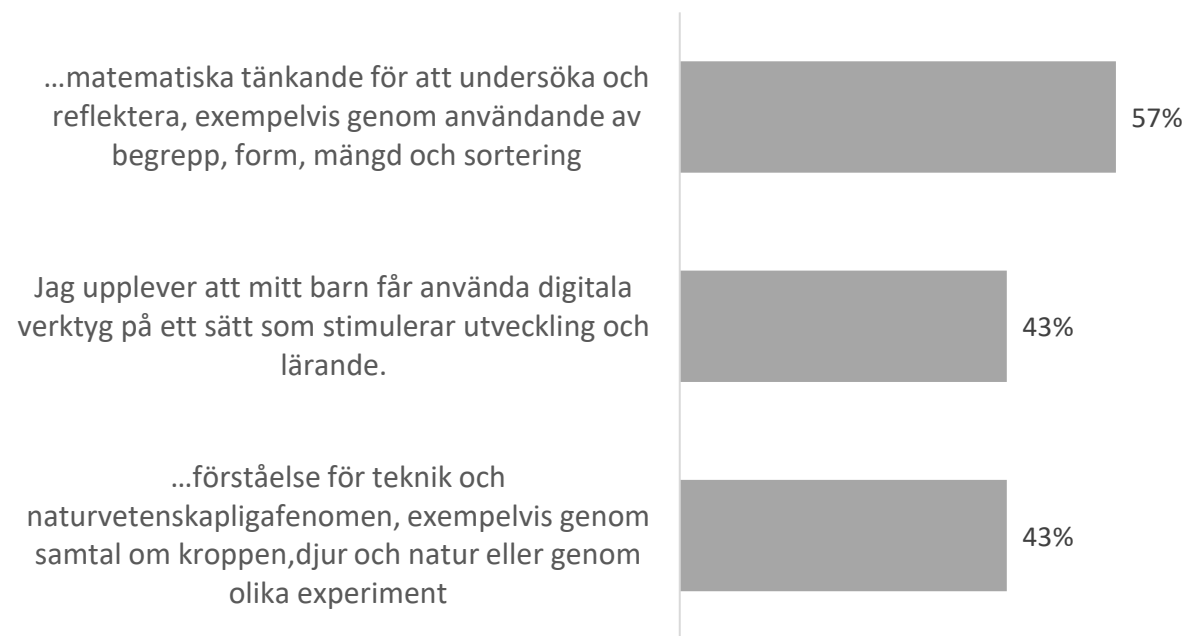 …matematiska tänkande för att undersöka och
reflektera, exempelvis genom användande av
begrepp, form, mängd och sortering
57%
Jag upplever att mitt barn får använda digitala
verktyg på ett sätt som stimulerar utveckling och
lärande.
43%
…förståelse för teknik och
naturvetenskapligafenomen, exempelvis genom
samtal om kroppen,djur och natur eller genom
olika experiment
43%